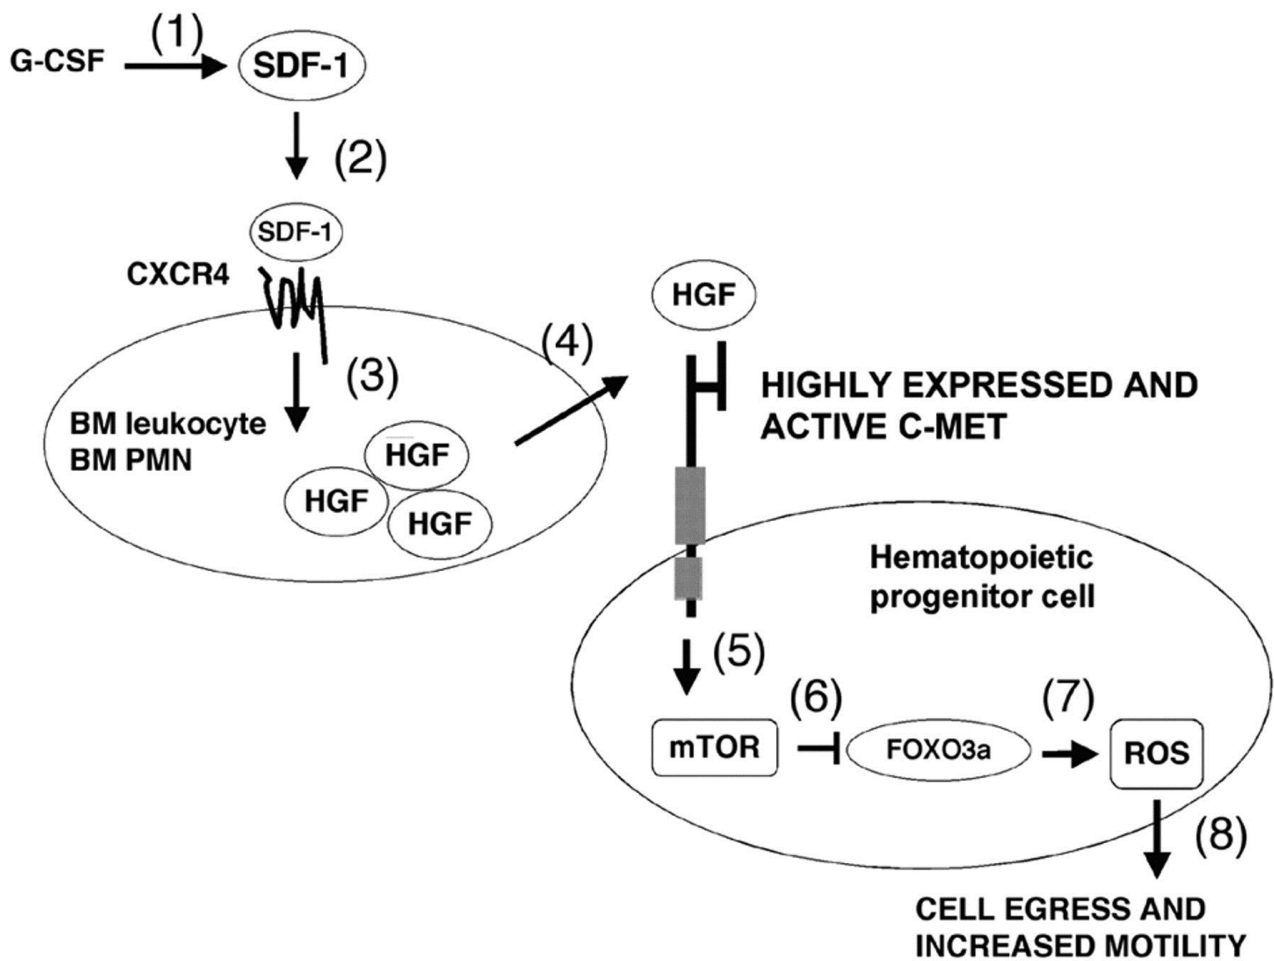 (1)
G-CSF
SDF-1
(2)
SDF-1
CXCR4
HGF
(4)
(3)
HIGHLY EXPRESSED AND
ACTIVE C-MET
BM leukocyte
BM PMN
HGF
HGF
HGF
Hematopoietic
progenitor cell
(5)
(6)
(7)
mTOR
FOXO3a
ROS
(8)
CELL EGRESS AND
INCREASED MOTILITY